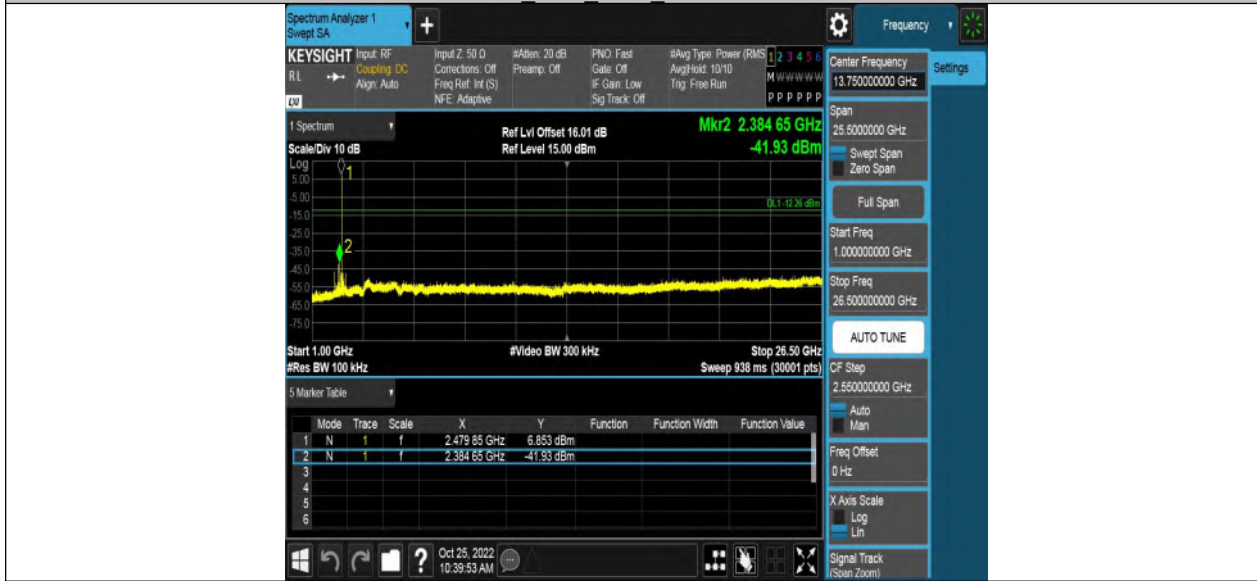 Spectrum Analyzer 1
Swept SA
+
Frequency
KEYSIGHT
RL
LXI
Input: RF
Coupling: DC
Align: Auto
Input Z: 50 Ω
Corrections: Off
Freq Ref: Int (S)
NFE: Adaptive
#Atten: 20 dB
Preamp: Off
PNO: Fast
Gate: Off
IF Gain: Low
Sig Track: Off
#Avg Type: Power (RMS
Avg|Hold: 10/10
Trig: Free Run
1 2 3 4 5 6
M W W W W W
P P P P P P
Center Frequency
13.750000000 GHz
Settings
Span
25.5000000 GHz
Swept Span
Zero Span
Full Span
Start Freq
1.000000000 GHz
Stop Freq
26.500000000 GHz
AUTO TUNE
CF Step
2.550000000 GHz
Auto
Man
Freq Offset
0 Hz
X Axis Scale
Log
Lin
Signal Track
(Span Zoom)
1 Spectrum
Scale/Div 10 dB
Ref Lvl Offset 16.01 dB
Ref Level 15.00 dBm
Mkr2 2.384 65 GHz
-41.93 dBm
Log
1
5.00
-5.00
DL1 -12.26 dBm
-15.0
-25.0
2
-35.0
-45.0
-55.0
-65.0
-75.0
Start 1.00 GHz
#Video BW 300 kHz
Stop 26.50 GHz
#Res BW 100 kHz
Sweep 938 ms (30001 pts)
5 Marker Table
Mode Trace Scale X Y Function Function Width Function Value
1 N 1 f 2.479 85 GHz 6.853 dBm
2 N 1 f 2.384 65 GHz -41.93 dBm
3
4
5
6
?
Oct 25, 2022
10:39:53 AM